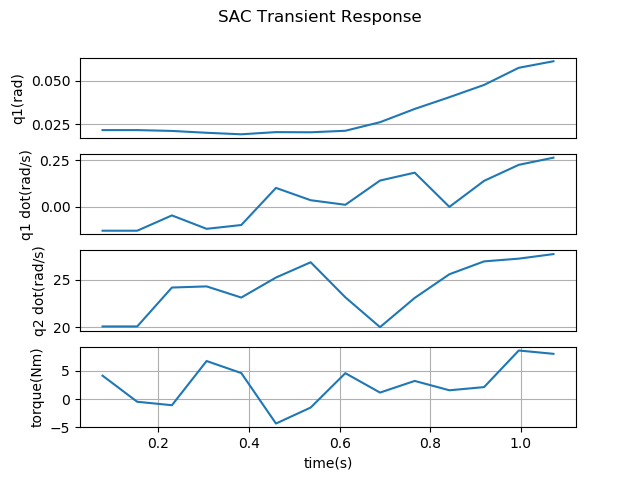 SAC Transient Response
q1(rad)
0.050
0.025
q1 dot(rad/s)
0.25
0.00
q2 dot(rad/s)
25
20
torque(Nm)
5
0
−5
0.2 0.4 0.6 0.8 1.0
time(s)